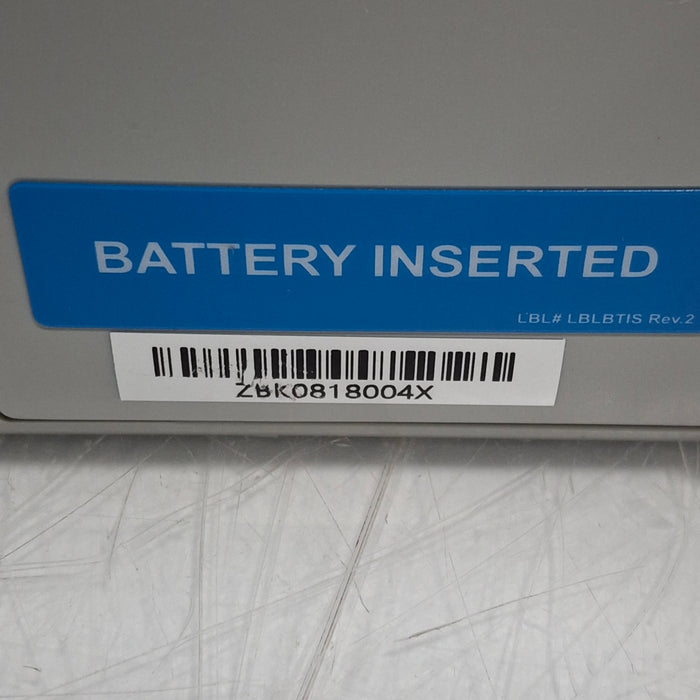 BATTERY INSERTED
LBL# LBLBTIS Rev.2
ZBK0818004X